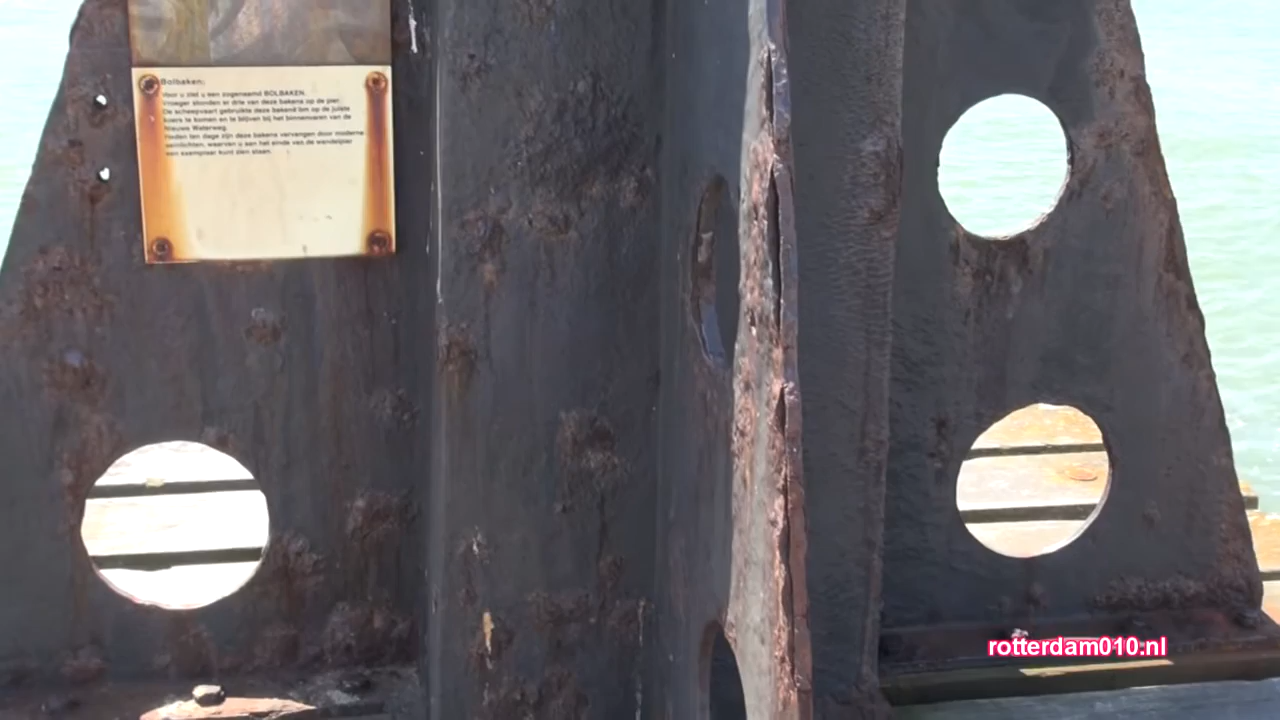 Bolbaken:
Voor u ziet u een zogenaamd BOLBAKEN.
Vroeger stonden er drie van deze bakens op de pier.
De scheepvaart gebruikte deze bakens om op de juiste
koers te komen en te blijven bij het binnenvaren van de
Nieuwe Waterweg.
Heden ten dage zijn deze bakens vervangen door moderne
seinlichten, waarvan u aan het einde van de wandelpier
een exemplaar kunt zien staan.
rotterdam010.nl